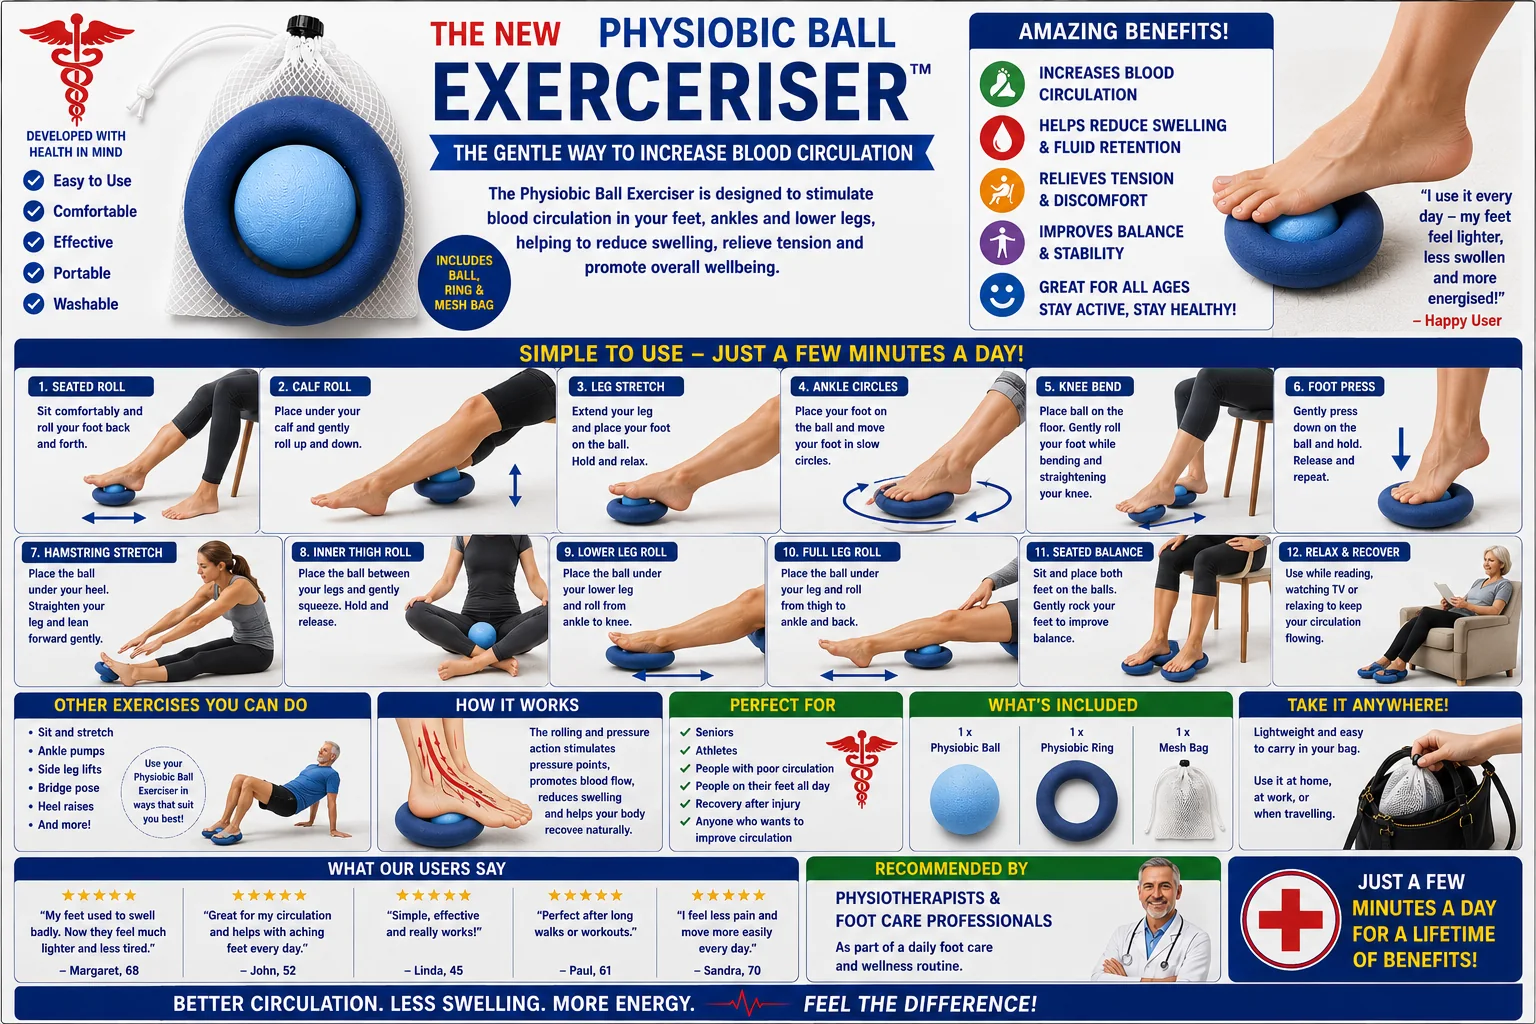 DEVELOPED WITH
HEALTH IN MIND
Easy to Use
Comfortable
Effective
Portable
Washable
THE NEW PHYSIOBIC BALL
EXERCERISER™
THE GENTLE WAY TO INCREASE BLOOD CIRCULATION
The Physiobic Ball Exerciser is designed to stimulate
blood circulation in your feet, ankles and lower legs,
helping to reduce swelling, relieve tension and
promote overall wellbeing.
INCLUDES
BALL,
RING &
MESH BAG
AMAZING BENEFITS!
INCREASES BLOOD
CIRCULATION
HELPS REDUCE SWELLING
& FLUID RETENTION
RELIEVES TENSION
& DISCOMFORT
IMPROVES BALANCE
& STABILITY
GREAT FOR ALL AGES
STAY ACTIVE, STAY HEALTHY!
“I use it every
day – my feet
feel lighter,
less swollen
and more
energised!”
– Happy User
SIMPLE TO USE – JUST A FEW MINUTES A DAY!
1. SEATED ROLL
Sit comfortably and
roll your foot back
and forth.
2. CALF ROLL
Place under your
calf and gently
roll up and down.
3. LEG STRETCH
Extend your leg
and place your foot
on the ball.
Hold and relax.
4. ANKLE CIRCLES
Place your foot on
the ball and move
your foot in slow
circles.
5. KNEE BEND
Place ball on the
floor. Gently roll
your foot while
bending and
straightening
your knee.
6. FOOT PRESS
Gently press
down on the
ball and hold.
Release and
repeat.
7. HAMSTRING STRETCH
Place the ball
under your heel.
Straighten your
leg and lean
forward gently.
8. INNER THIGH ROLL
Place the ball between
your legs and gently
squeeze. Hold and
release.
9. LOWER LEG ROLL
Place the ball under
your lower leg
and roll from
ankle to knee.
10. FULL LEG ROLL
Place the ball under
your leg and roll
from thigh to
ankle and back.
11. SEATED BALANCE
Sit and place both
feet on the balls.
Gently rock your
feet to improve
balance.
12. RELAX & RECOVER
Use while reading,
watching TV or
relaxing to keep
your circulation
flowing.
OTHER EXERCISES YOU CAN DO
• Sit and stretch
• Ankle pumps
• Side leg lifts
• Bridge pose
• Heel raises
• And more!
Use your
Physiobic Ball
Exerciser in
ways that suit
you best!
HOW IT WORKS
The rolling and pressure
action stimulates
pressure points,
promotes blood flow,
reduces swelling
and helps your body
recovee naturally.
PERFECT FOR
Seniors
Athletes
People with poor circulation
People on their feet all day
Recovery after injury
Anyone who wants to
improve circulation
WHAT’S INCLUDED
1 x
Physiobic Ball
1 x
Physiobic Ring
1 x
Mesh Bag
TAKE IT ANYWHERE!
Lightweight and easy
to carry in your bag.
Use it at home,
at work, or
when travelling.
WHAT OUR USERS SAY
“My feet used to swell
badly. Now they feel much
lighter and less tired.”
– Margaret, 68
“Great for my circulation
and helps with aching
feet every day.”
– John, 52
“Simple, effective
and really works!”
– Linda, 45
“Perfect after long
walks or workouts.”
– Paul, 61
“I feel less pain and
move more easily
every day.”
– Sandra, 70
RECOMMENDED BY
PHYSIOTHERAPISTS &
FOOT CARE PROFESSIONALS
As part of a daily foot care
and wellness routine.
JUST A FEW
MINUTES A DAY
FOR A LIFETIME
OF BENEFITS!
BETTER CIRCULATION. LESS SWELLING. MORE ENERGY. FEEL THE DIFFERENCE!